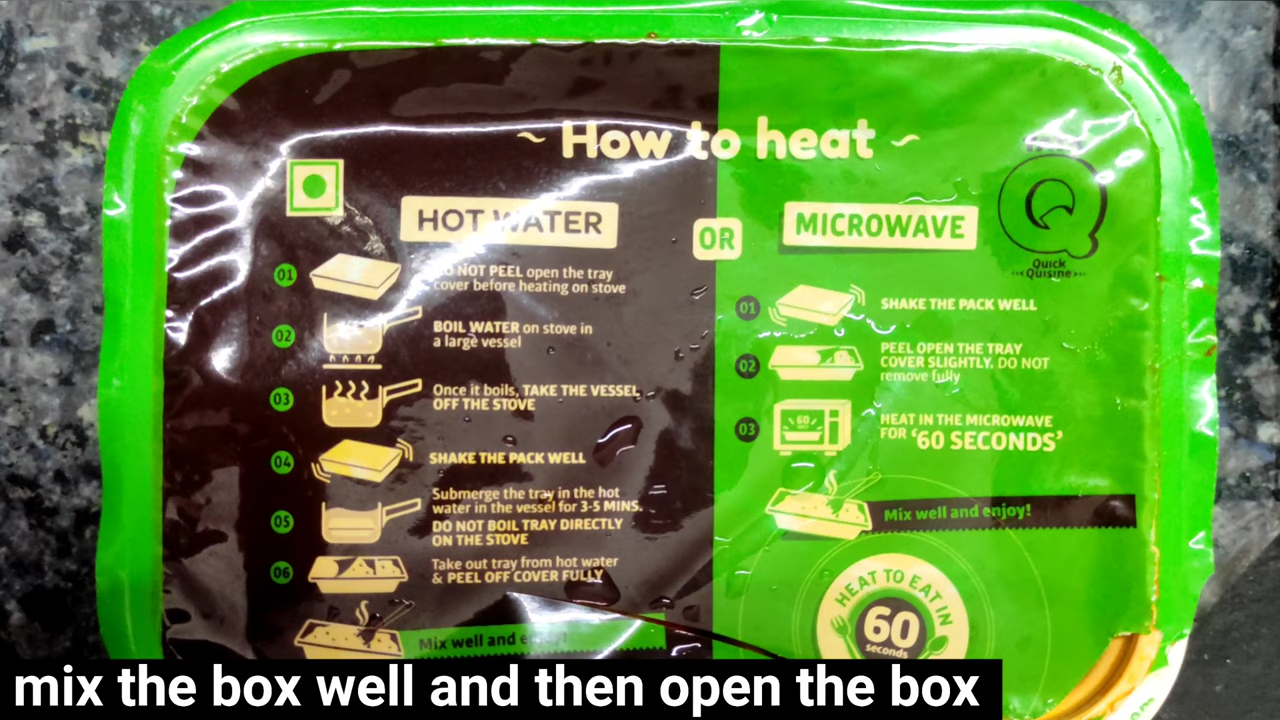 ~ How to heat ~
HOT WATER
OR
MICROWAVE
Q
Quick
Quisine
01
DO NOT PEEL open the tray
cover before heating on stove
02
BOIL WATER on stove in
a large vessel
03
Once it boils, TAKE THE VESSEL
OFF THE STOVE
04
SHAKE THE PACK WELL
05
Submerge the tray in the hot
water in the vessel for 3-5 MINS.
DO NOT BOIL TRAY DIRECTLY
ON THE STOVE
06
Take out tray from hot water
& PEEL OFF COVER FULLY
Mix well and enjoy!
01
SHAKE THE PACK WELL
02
PEEL OPEN THE TRAY
COVER SLIGHTLY. DO NOT
remove fully
03
60
HEAT IN THE MICROWAVE
FOR ‘60 SECONDS’
Mix well and enjoy!
HEAT TO EAT IN
60
seconds
mix the box well and then open the box